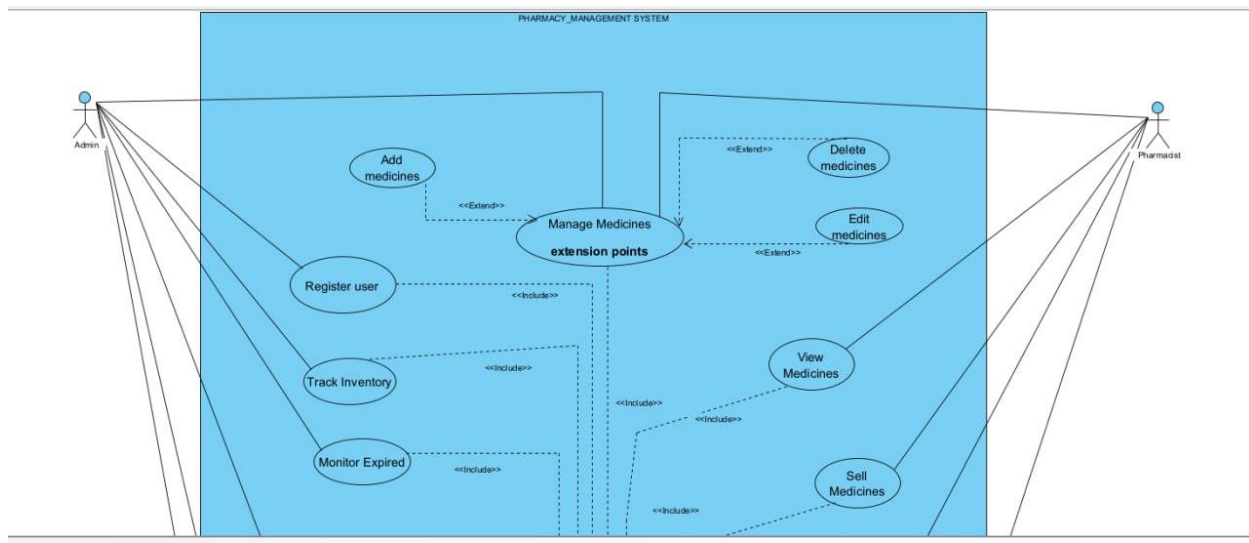 PHARMACY_MANAGEMENT SYSTEM
Admin
Pharmacist
Add
medicines
<<Extend>>
Delete
medicines
<<Extend>>
Manage Medicines
extension points
Edit
medicines
<<Extend>>
Register user
<<Include>>
Track Inventory
<<Include>>
View
Medicines
<<Include>>
<<Include>>
Monitor Expired
<<Include>>
Sell
Medicines
<<Include>>